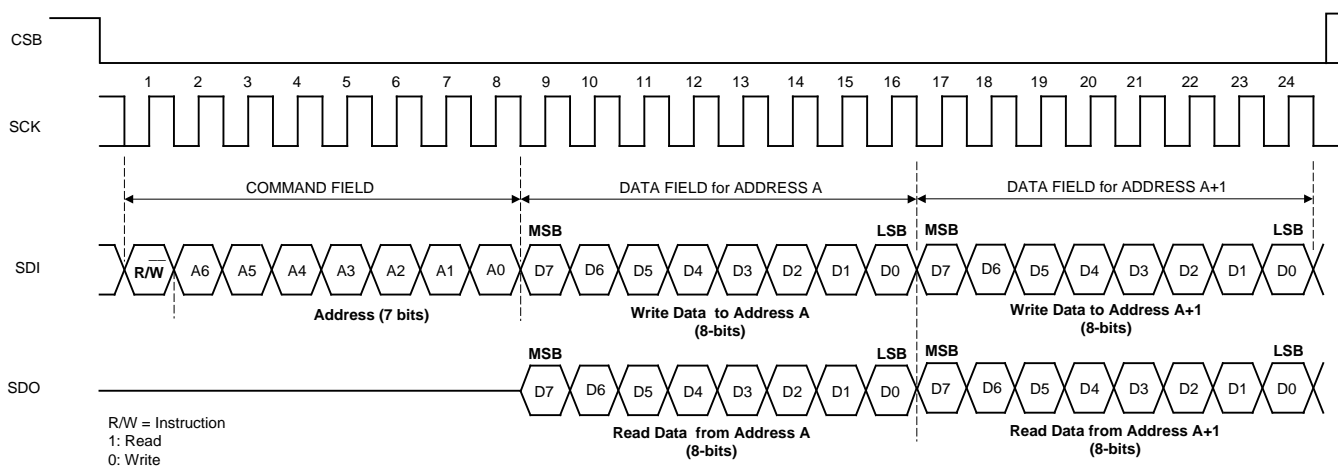 CSB
1 2 3 4 5 6 7 8 9 10 11 12 13 14 15 16 17 18 19 20 21 22 23 24
SCK
COMMAND FIELD DATA FIELD for ADDRESS A DATA FIELD for ADDRESS A+1
MSB LSB MSB LSB
SDI R/W A6 A5 A4 A3 A2 A1 A0 D7 D6 D5 D4 D3 D2 D1 D0 D7 D6 D5 D4 D3 D2 D1 D0
Address (7 bits) Write Data to Address A Write Data to Address A+1
(8-bits) (8-bits)
MSB LSB MSB LSB
SDO D7 D6 D5 D4 D3 D2 D1 D0 D7 D6 D5 D4 D3 D2 D1 D0
R/W = Instruction
1: Read
0: Write
Read Data from Address A Read Data from Address A+1
(8-bits) (8-bits)